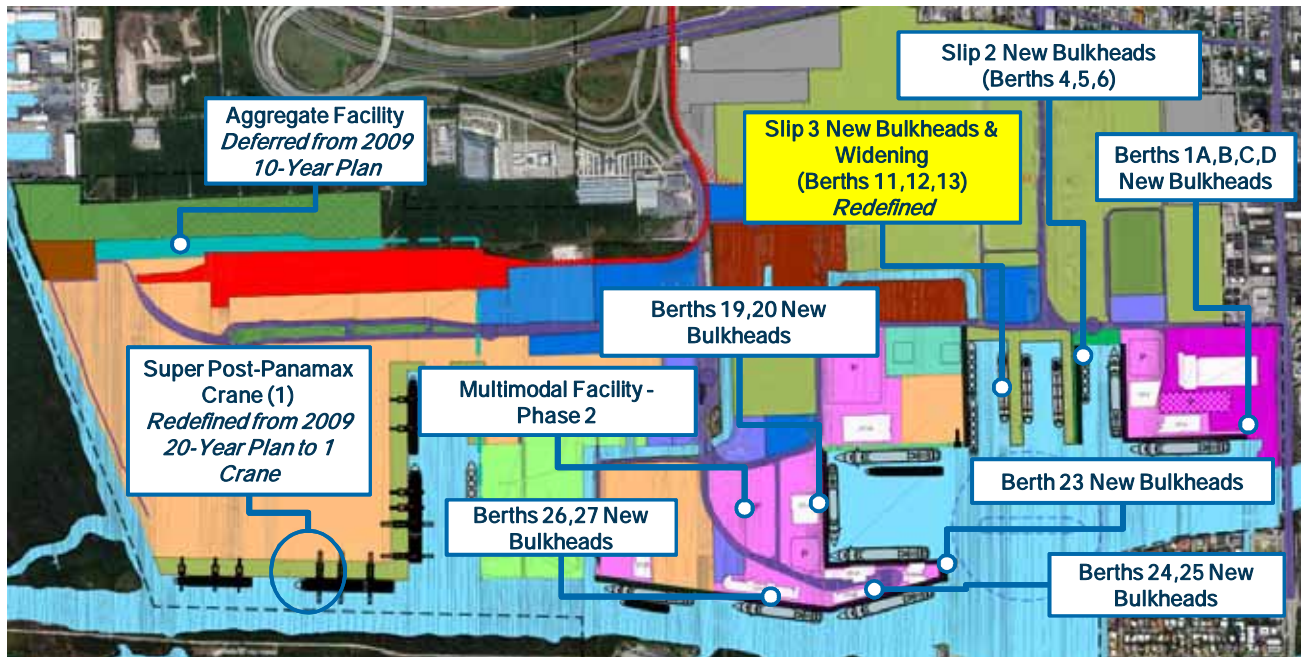 Slip 2 New Bulkheads
(Berths 4,5,6)
Aggregate Facility
Deferred from 2009
10-Year Plan
Slip 3 New Bulkheads &
Widening
(Berths 11,12,13)
Redefined
Berths 1A,B,C,D
New Bulkheads
Berths 19,20 New
Bulkheads
Super Post-Panamax
Crane (1)
Redefined from 2009
20-Year Plan to 1
Crane
Multimodal Facility -
Phase 2
Berth 23 New Bulkheads
Berths 26,27 New
Bulkheads
Berths 24,25 New
Bulkheads